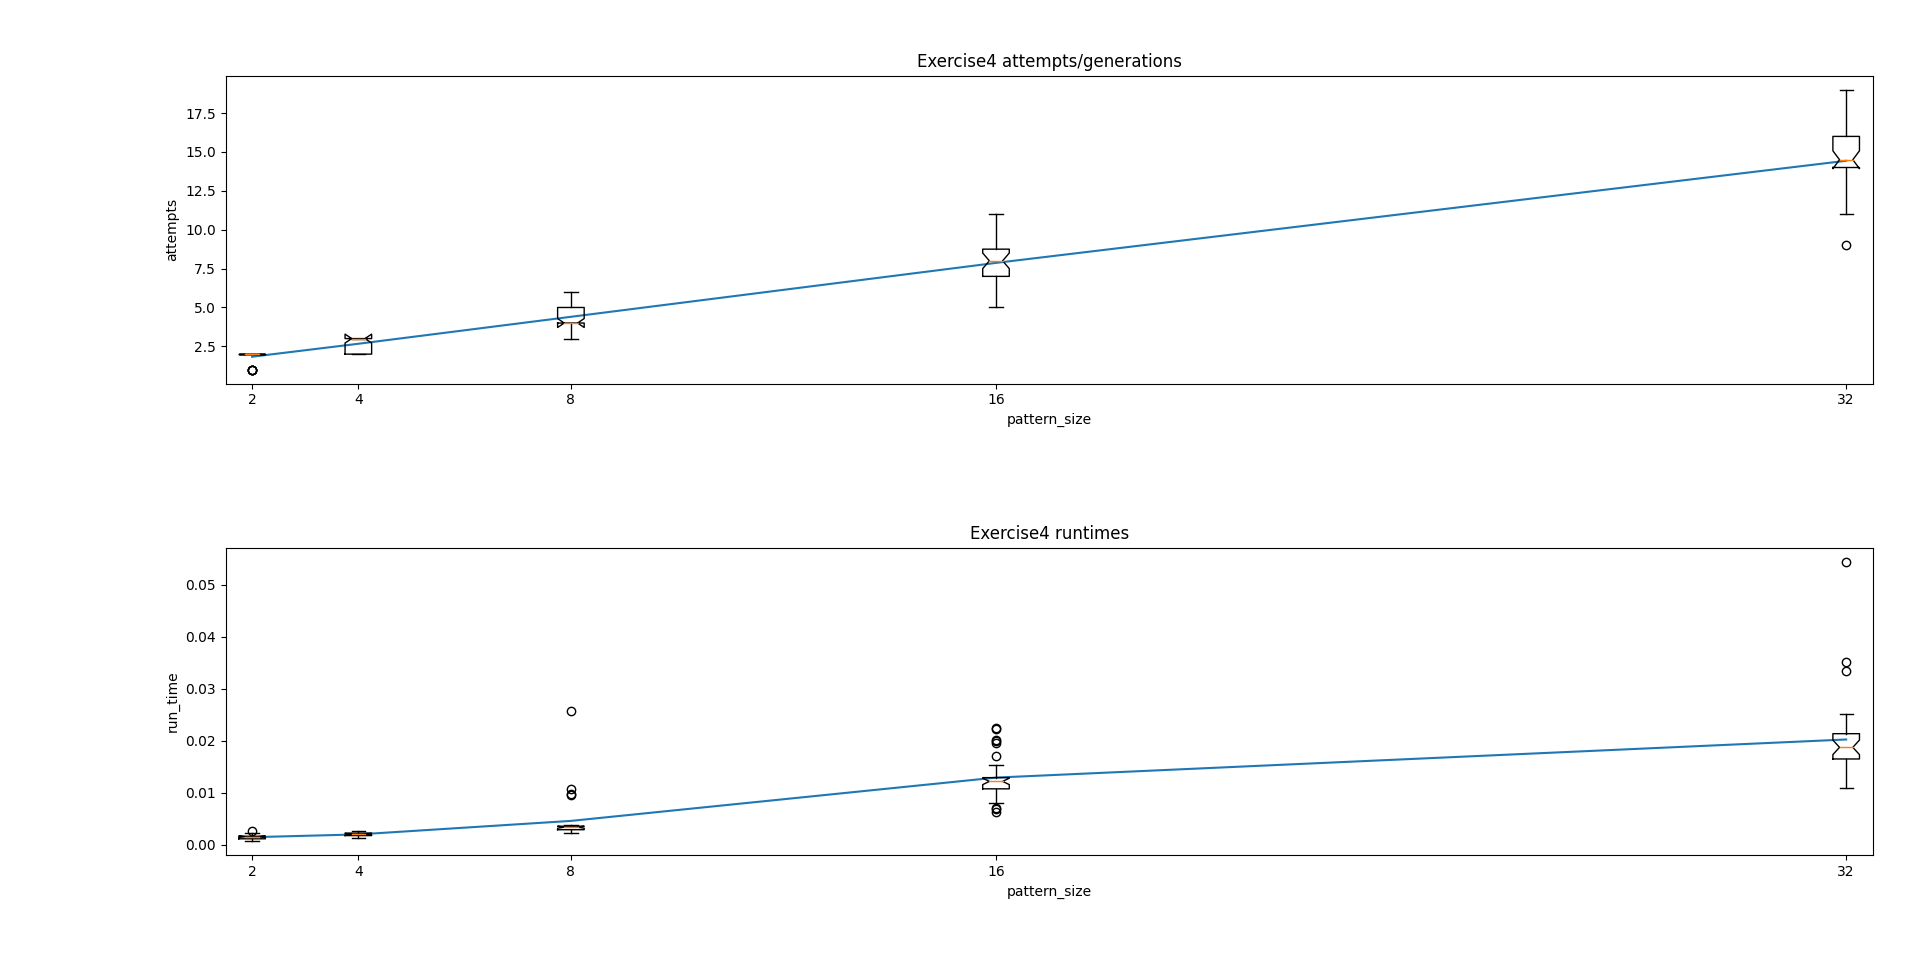 Exercise4 attempts/generations
17.5
15.0
12.5
10.0
7.5
5.0
2.5
attempts
2 4 8 16 32
pattern_size
Exercise4 runtimes
0.05
0.04
0.03
0.02
0.01
0.00
run_time
2 4 8 16 32
pattern_size